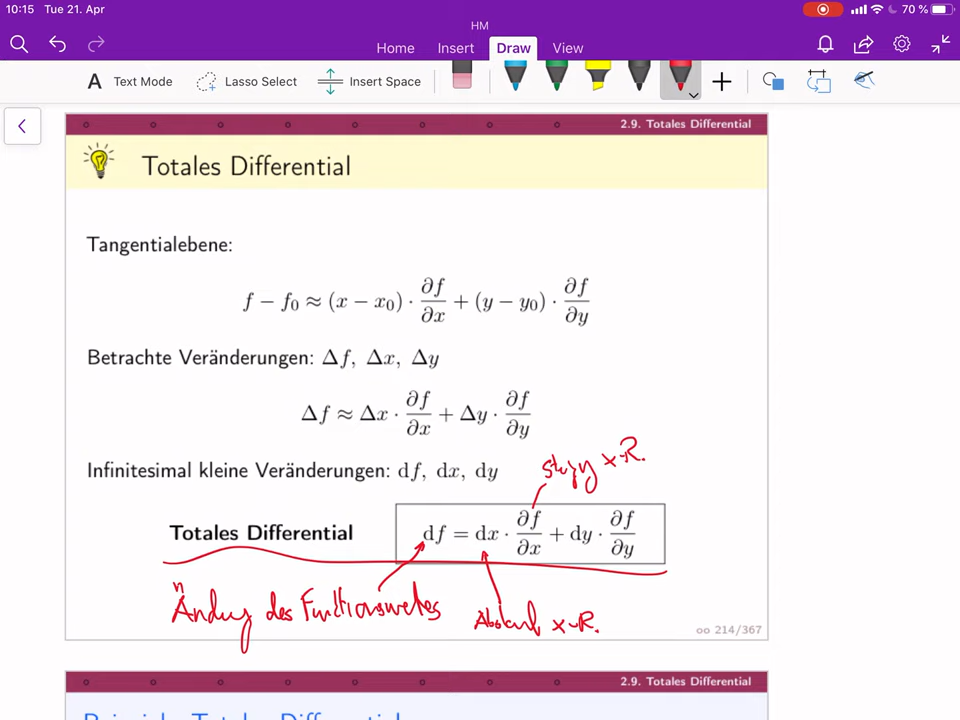 10:15 Tue 21. Apr
70 %
HM
Home Insert Draw View
A Text Mode Lasso Select Insert Space
2.9. Totales Differential
Totales Differential
Tangentialebene:
f − f₀ ≈ (x − x₀) · ∂f/∂x + (y − y₀) · ∂f/∂y
Betrachte Veränderungen: Δf, Δx, Δy
Δf ≈ Δx · ∂f/∂x + Δy · ∂f/∂y
Infinitesimal kleine Veränderungen: df, dx, dy
x-R.
Totales Differential df = dx · ∂f/∂x + dy · ∂f/∂y
Änderung des Funktionswertes
Abstand x-R.
214/367
2.9. Totales Differential